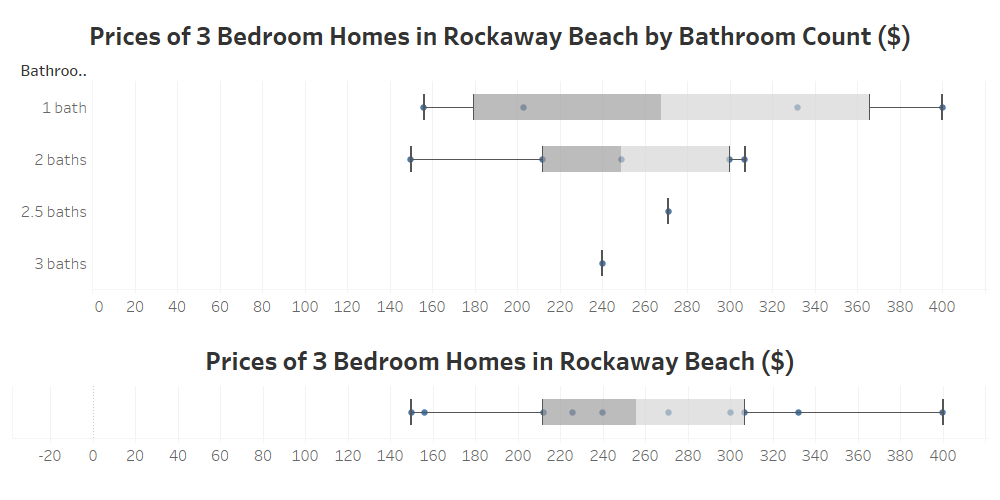 Prices of 3 Bedroom Homes in Rockaway Beach by Bathroom Count ($)
Bathroo..
1 bath
2 baths
2.5 baths
3 baths
0 20 40 60 80 100 120 140 160 180 200 220 240 260 280 300 320 340 360 380 400
Prices of 3 Bedroom Homes in Rockaway Beach ($)
-20 0 20 40 60 80 100 120 140 160 180 200 220 240 260 280 300 320 340 360 380 400